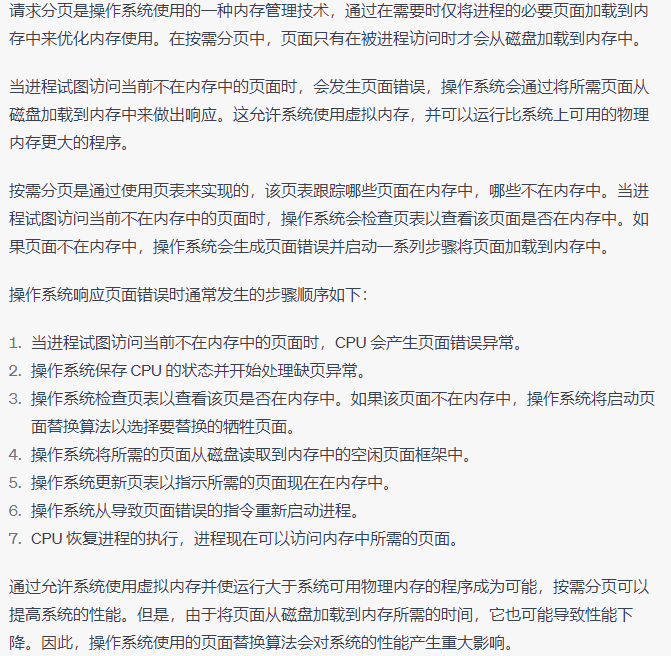 请求分页是操作系统使用的一种内存管理技术，通过在需要时仅将进程的必要页面加载到内
存中来优化内存使用。在按需分页中，页面只有在被进程访问时才会从磁盘加载到内存中。
当进程试图访问当前不在内存中的页面时，会发生页面错误，操作系统会通过将所需页面从
磁盘加载到内存中来做出响应。这允许系统使用虚拟内存，并可以运行比系统上可用的物理
内存更大的程序。
按需分页是通过使用页表来实现的，该页表跟踪哪些页面在内存中，哪些不在内存中。当进
程试图访问当前不在内存中的页面时，操作系统会检查页表以查看该页面是否在内存中。如
果页面不在内存中，操作系统会生成页面错误并启动一系列步骤将页面加载到内存中。
操作系统响应页面错误时通常发生的步骤顺序如下：
1. 当进程试图访问当前不在内存中的页面时，CPU 会产生页面错误异常。
2. 操作系统保存 CPU 的状态并开始处理缺页异常。
3. 操作系统检查页表以查看该页是否在内存中。如果该页面不在内存中，操作系统将启动页
面替换算法以选择要替换的牺牲页面。
4. 操作系统将所需的页面从磁盘读取到内存中的空闲页面框架中。
5. 操作系统更新页表以指示所需的页面现在在内存中。
6. 操作系统从导致页面错误的指令重新启动进程。
7. CPU 恢复进程的执行，进程现在可以访问内存中所需的页面。
通过允许系统使用虚拟内存并使运行大于系统可用物理内存的程序成为可能，按需分页可以
提高系统的性能。但是，由于将页面从磁盘加载到内存所需的时间，它也可能导致性能下
降。因此，操作系统使用的页面替换算法会对系统的性能产生重大影响。